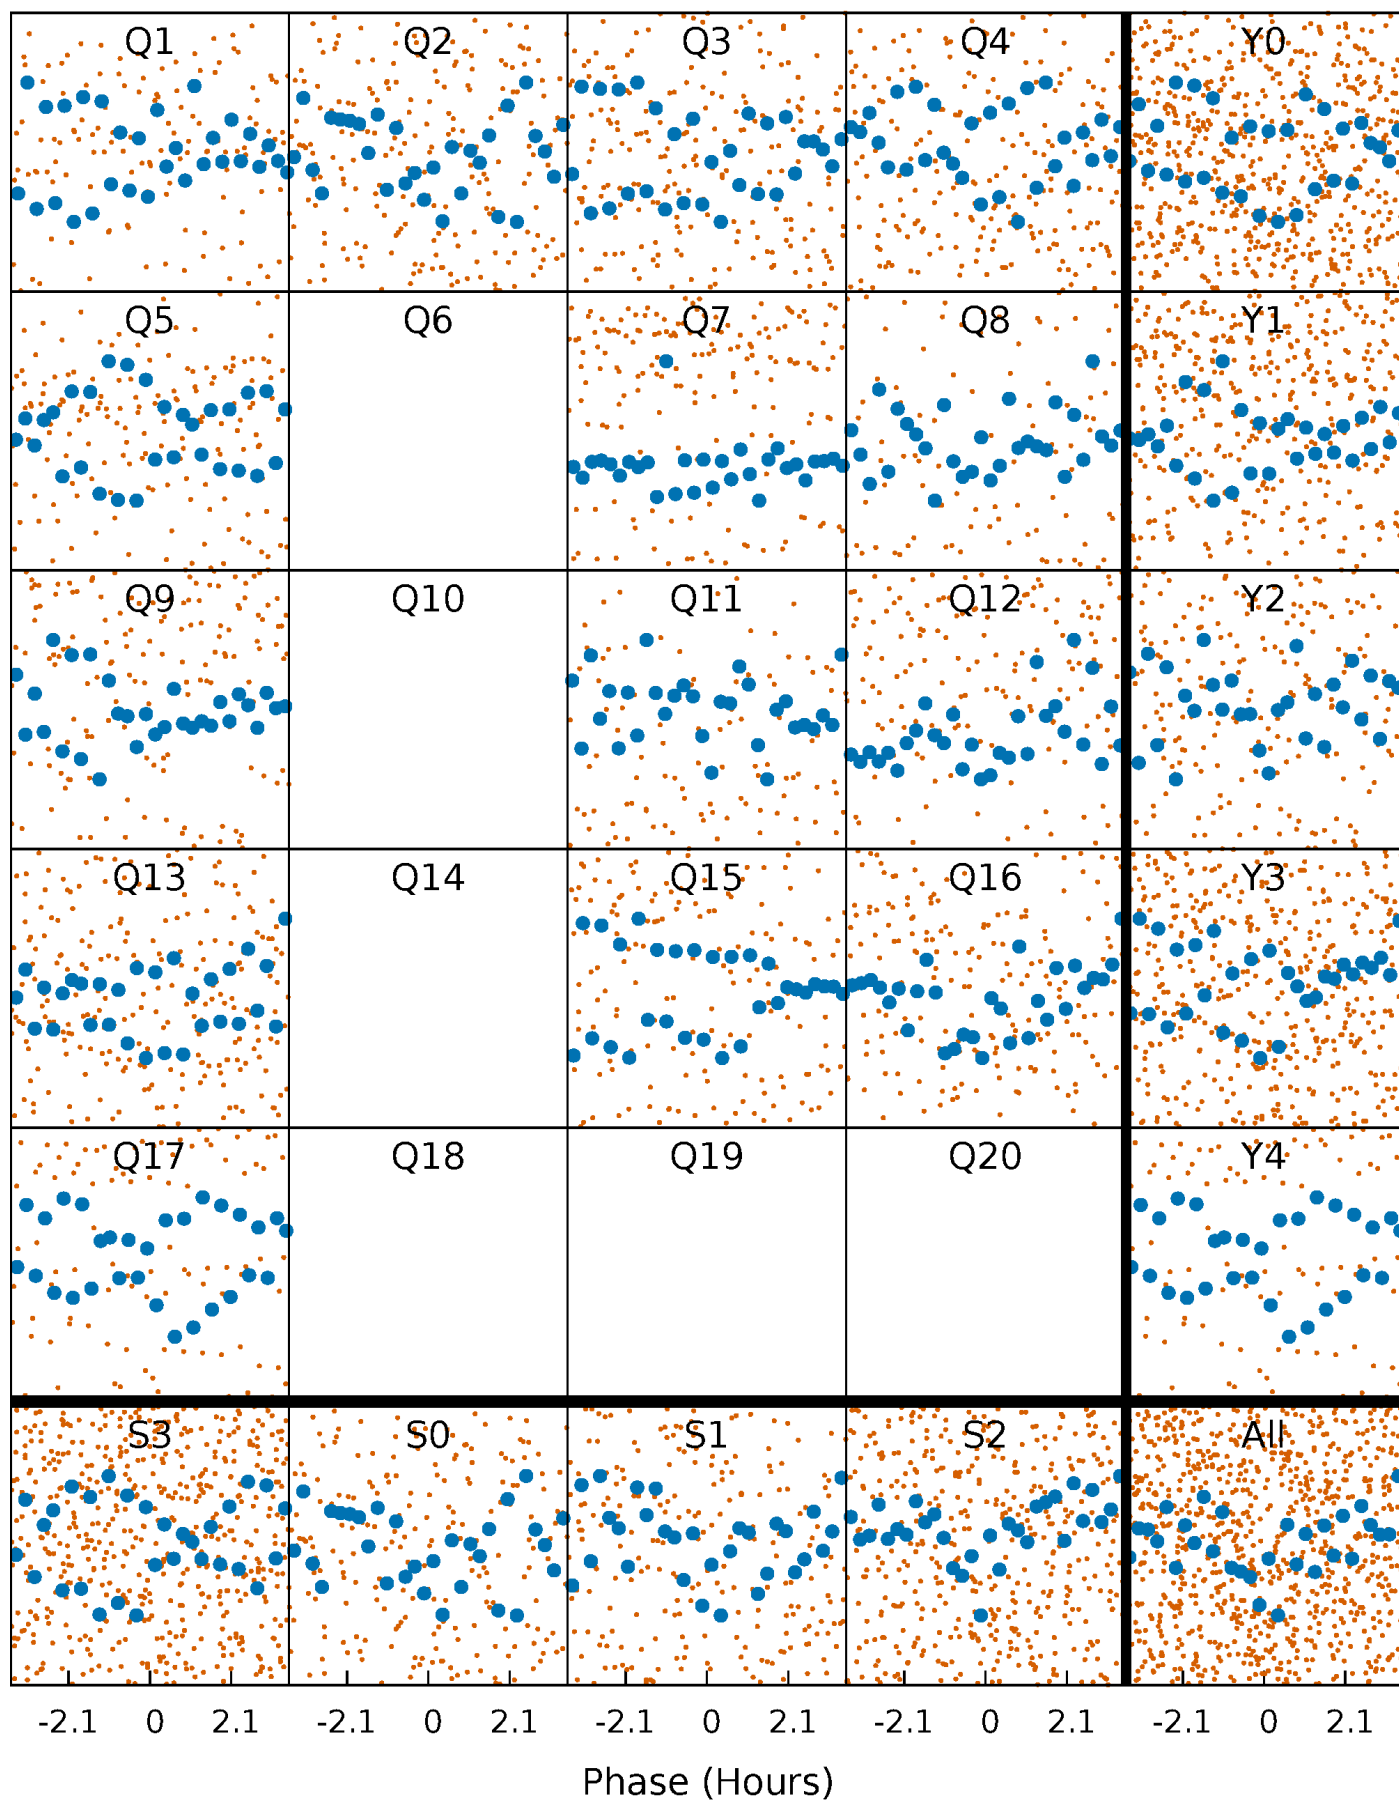 Q1 Q2 Q3 Q4 Y0
Q5 Q6 Q7 Q8 Y1
Q9 Q10 Q11 Q12 Y2
Q13 Q14 Q15 Q16 Y3
Q17 Q18 Q19 Q20 Y4
S3 S0 S1 S2 All
-2.1 0 2.1 -2.1 0 2.1 -2.1 0 2.1 -2.1 0 2.1 -2.1 0 2.1
Phase (Hours)